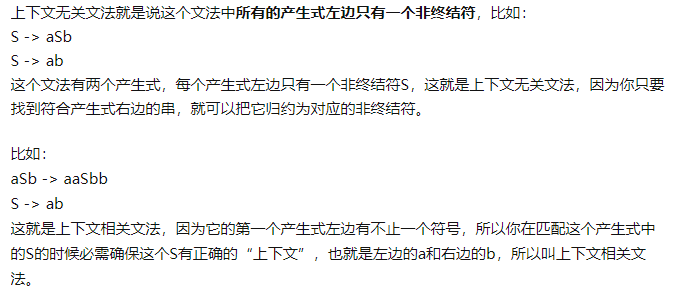 上下文无关文法就是说这个文法中所有的产生式左边只有一个非终结符，比如：
S -> aSb
S -> ab
这个文法有两个产生式，每个产生式左边只有一个非终结符S，这就是上下文无关文法，因为你只要
找到符合产生式右边的串，就可以把它归约为对应的非终结符。
比如：
aSb -> aaSbb
S -> ab
这就是上下文相关文法，因为它的第一个产生式左边有不止一个符号，所以你在匹配这个产生式中
的S的时候必需确保这个S有正确的“上下文”，也就是左边的a和右边的b，所以叫上下文相关文
法。